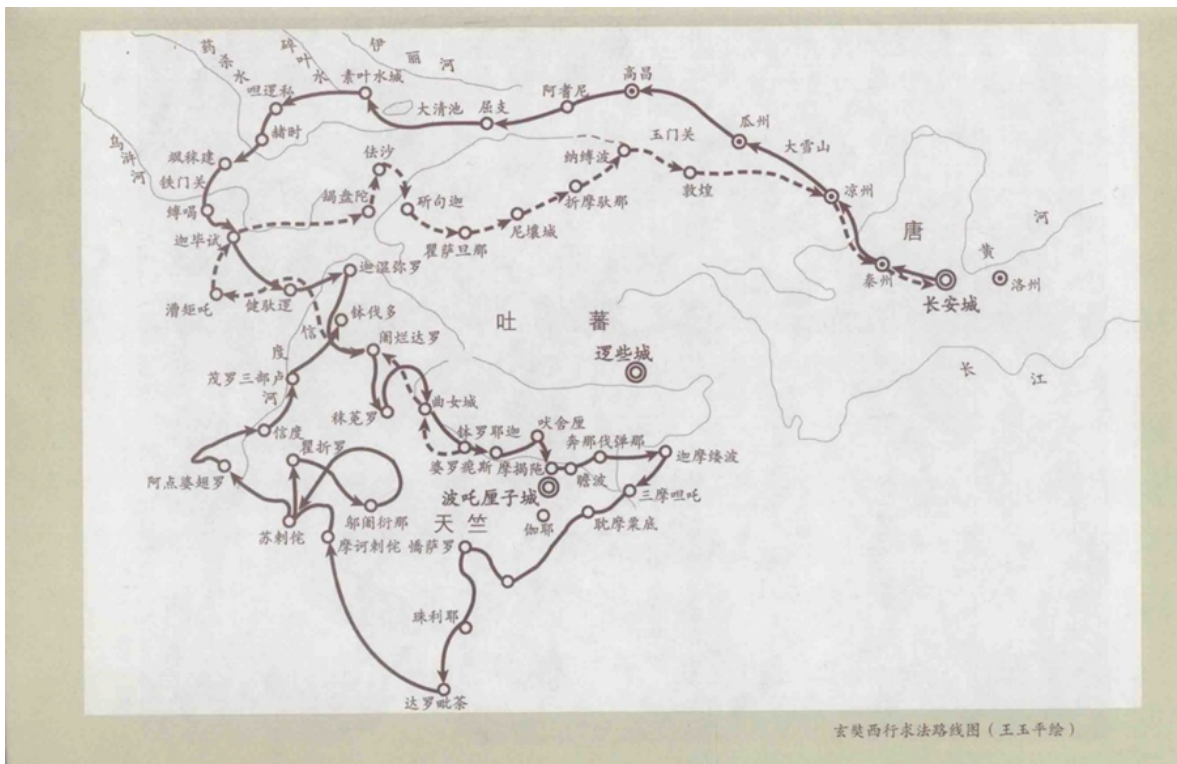 药杀水
碎叶水
伊丽河
素叶水城
呾逻私
大清池
屈支
阿耆尼
高昌
瓜州
玉门关
大雪山
赭时
乌浒河
飒秣建
铁门关
佉沙
纳缚波
敦煌
凉州
缚喝
朅盘陀
斫句迦
折摩驮那
尼壤城
瞿萨旦那
唐
黄河
迦毕试
迦湿弥罗
秦州
洛州
长安城
漕矩吒
健驮逻
钵伐多
吐蕃
信度河
阇烂达罗
逻些城
长江
茂罗三部卢
秣菟罗
曲女城
吠舍厘
信度
瞿折罗
钵罗耶迦
奔那伐弹那
迦摩缕波
婆罗痆斯
摩揭陁
瞻波
阿点婆翅罗
三摩呾吒
波吒厘子城
邬阇衍那
天竺
耽摩栗底
伽耶
苏剌侘
摩诃剌侘
憍萨罗
珠利耶
达罗毗荼
玄奘西行求法路线图（王玉平绘）